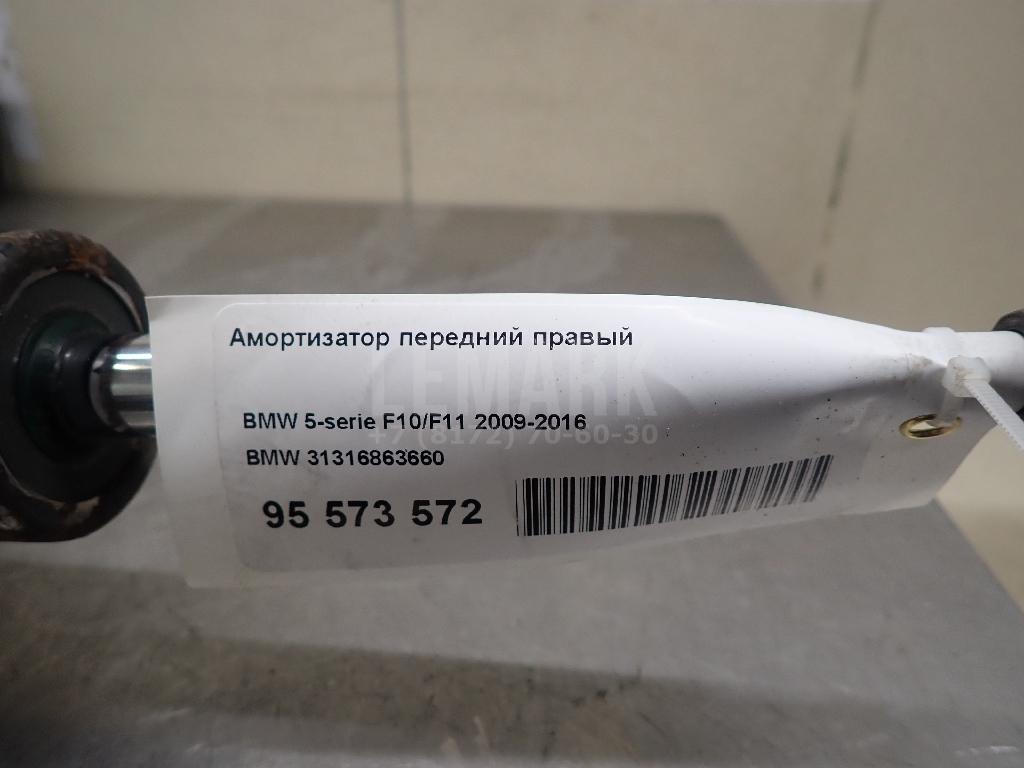 Амортизатор передний правый
LEMARK
BMW 5-serie F10/F11 2009-2016
+7 (8172) 70-60-30
BMW 31316863660
95 573 572